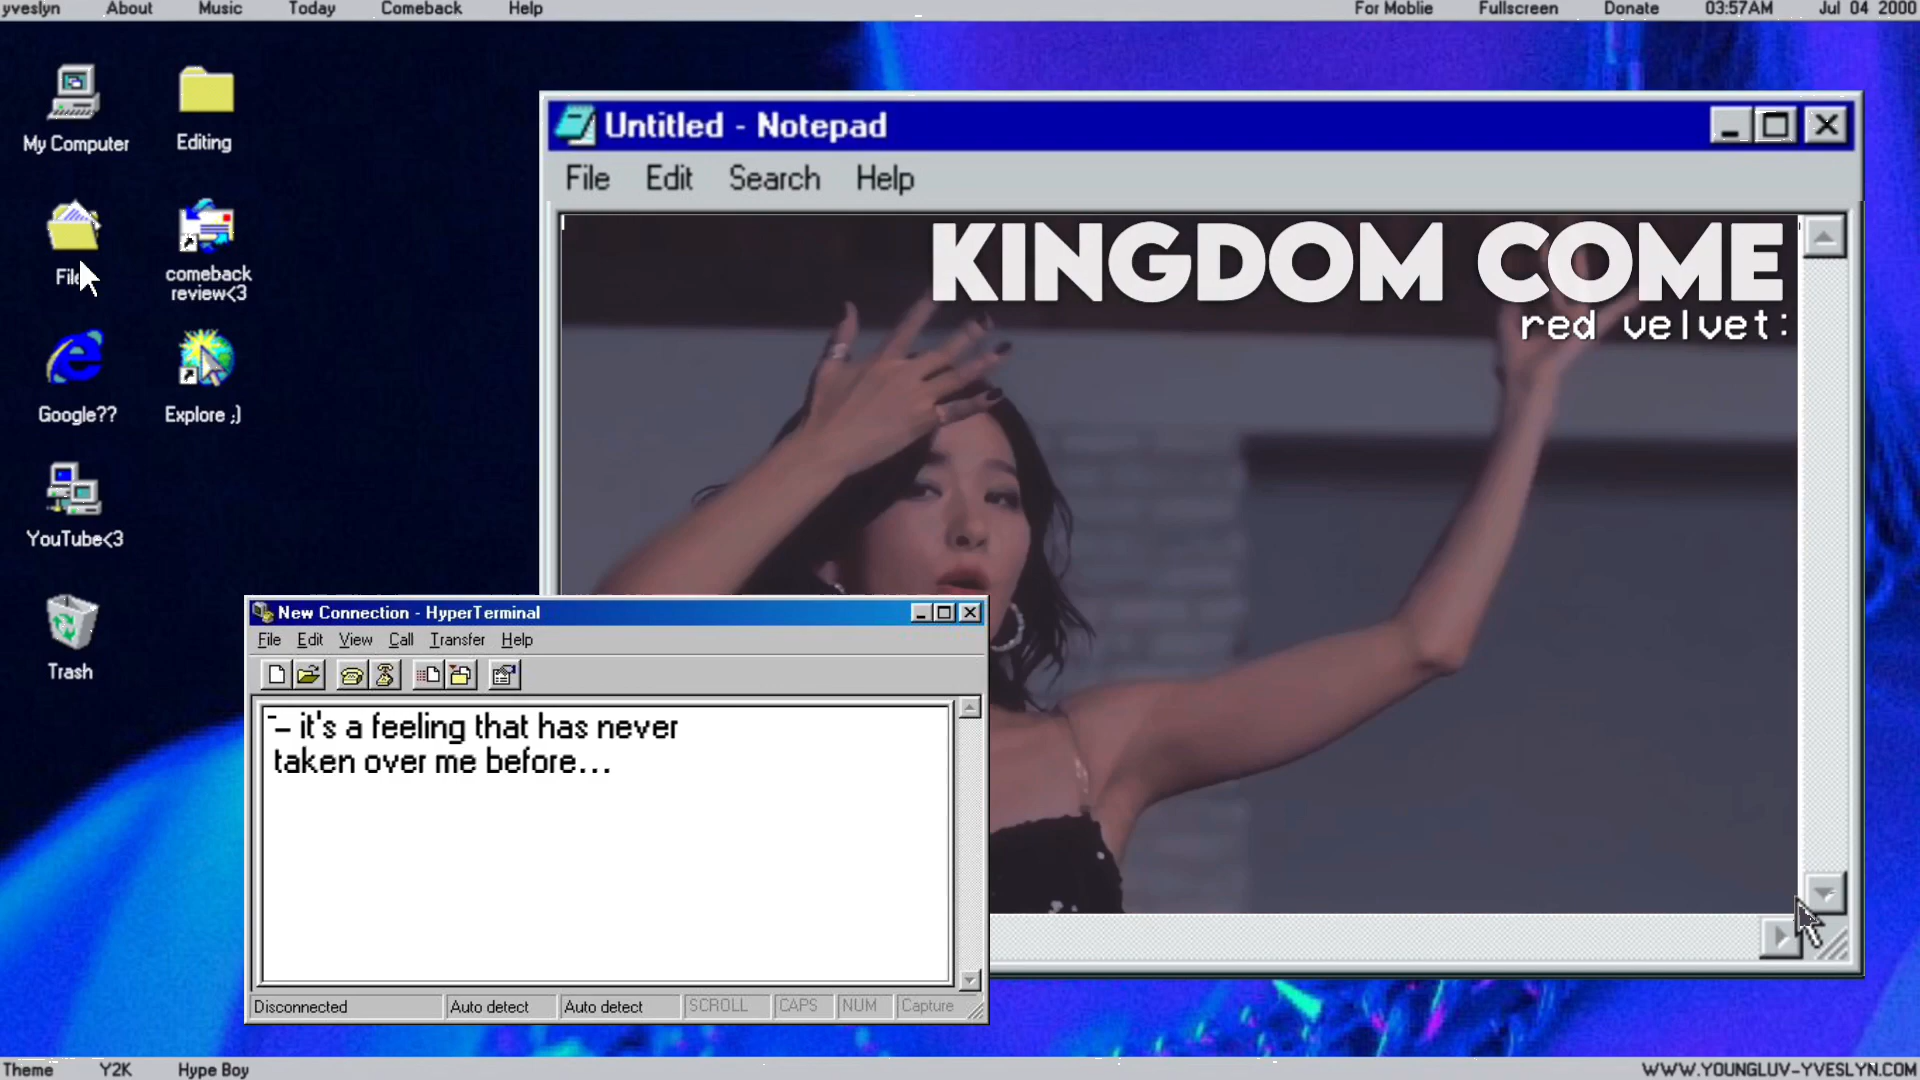 yveslyn About Music Today Comeback Help For Moblie Fullscreen Donate 03:57AM Jul 04 2000
My Computer
Editing
comeback
review<3
Google??
Explore ;)
YouTube<3
Trash
Untitled - Notepad
File Edit Search Help
KINGDOM COME
red velvet:
New Connection - HyperTerminal
File Edit View Call Transfer Help
– it's a feeling that has never
taken over me before...
Disconnected Auto detect Auto detect SCROLL CAPS NUM Capture
Theme Y2K Hype Boy WWW.YOUNGLUV-YVESLYN.COM